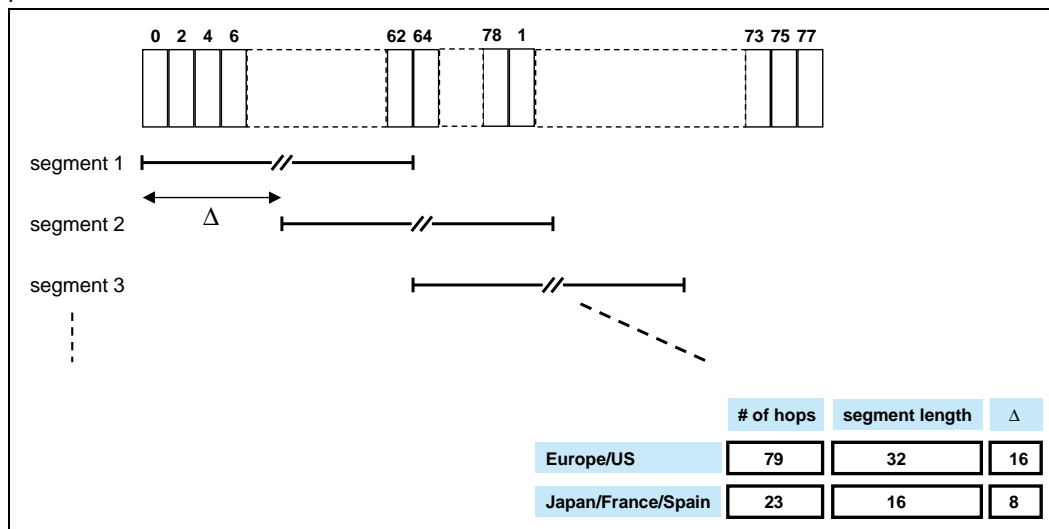 0 2 4 6 62 64 78 1 73 75 77
segment 1
Δ
segment 2
segment 3
# of hops segment length Δ
Europe/US 79 32 16
Japan/France/Spain 23 16 8